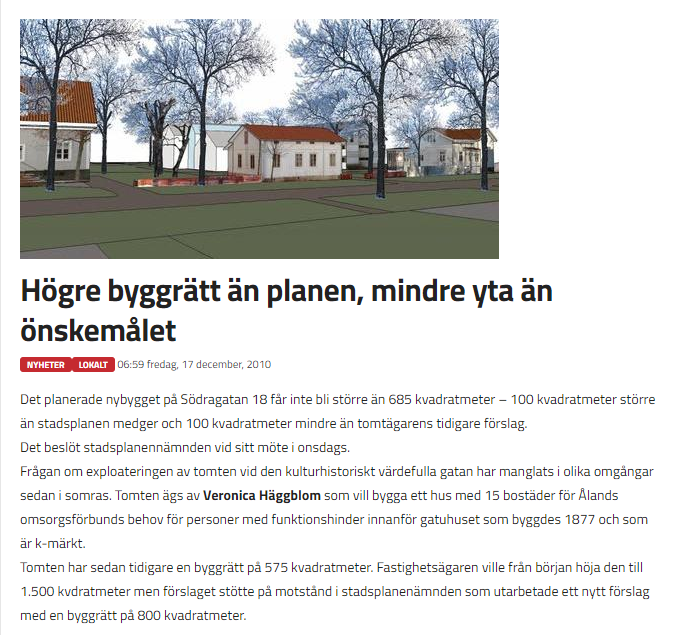 Högre byggrätt än planen, mindre yta än
önskemålet
NYHETER LOKALT 06:59 fredag, 17 december, 2010
Det planerade nybygget på Södragatan 18 får inte bli större än 685 kvadratmeter – 100 kvadratmeter större
än stadsplanen medger och 100 kvadratmeter mindre än tomtägarens tidigare förslag.
Det beslöt stadsplanennämnden vid sitt möte i onsdags.
Frågan om exploateringen av tomten vid den kulturhistoriskt värdefulla gatan har manglats i olika omgångar
sedan i somras. Tomten ägs av Veronica Häggblom som vill bygga ett hus med 15 bostäder för Ålands
omsorgsförbunds behov för personer med funktionshinder innanför gatuhuset som byggdes 1877 och som
är k-märkt.
Tomten har sedan tidigare en byggrätt på 575 kvadratmeter. Fastighetsägaren ville från början höja den till
1.500 kvdratmeter men förslaget stötte på motstånd i stadsplanenämnden som utarbetade ett nytt förslag
med en byggrätt på 800 kvadratmeter.